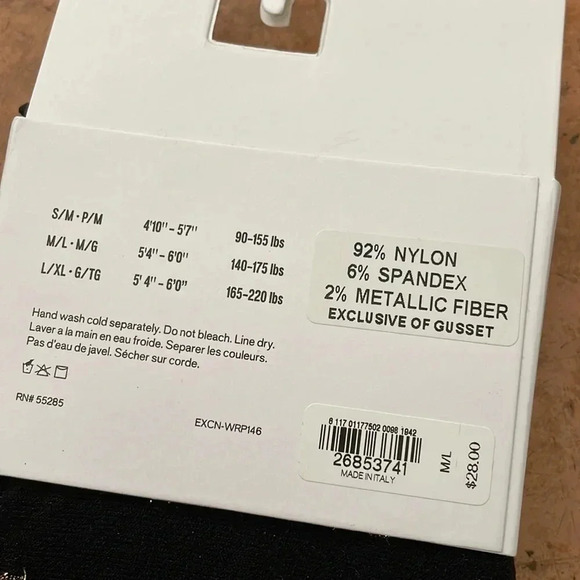 S/M • P/M 4'10" – 5'7" 90-155 lbs
M/L • M/G 5'4" – 6'0" 140-175 lbs
L/XL • G/TG 5' 4" – 6'0" 165-220 lbs
Hand wash cold separately. Do not bleach. Line dry.
Laver a la main en eau froide. Separer les couleurs.
Pas d'eau de javel. Sécher sur corde.
RN# 55285
EXCN-WRP146
92% NYLON
6% SPANDEX
2% METALLIC FIBER
EXCLUSIVE OF GUSSET
8 117 01177502 0098 1942
26853741
MADE IN ITALY
M/L
$28.00